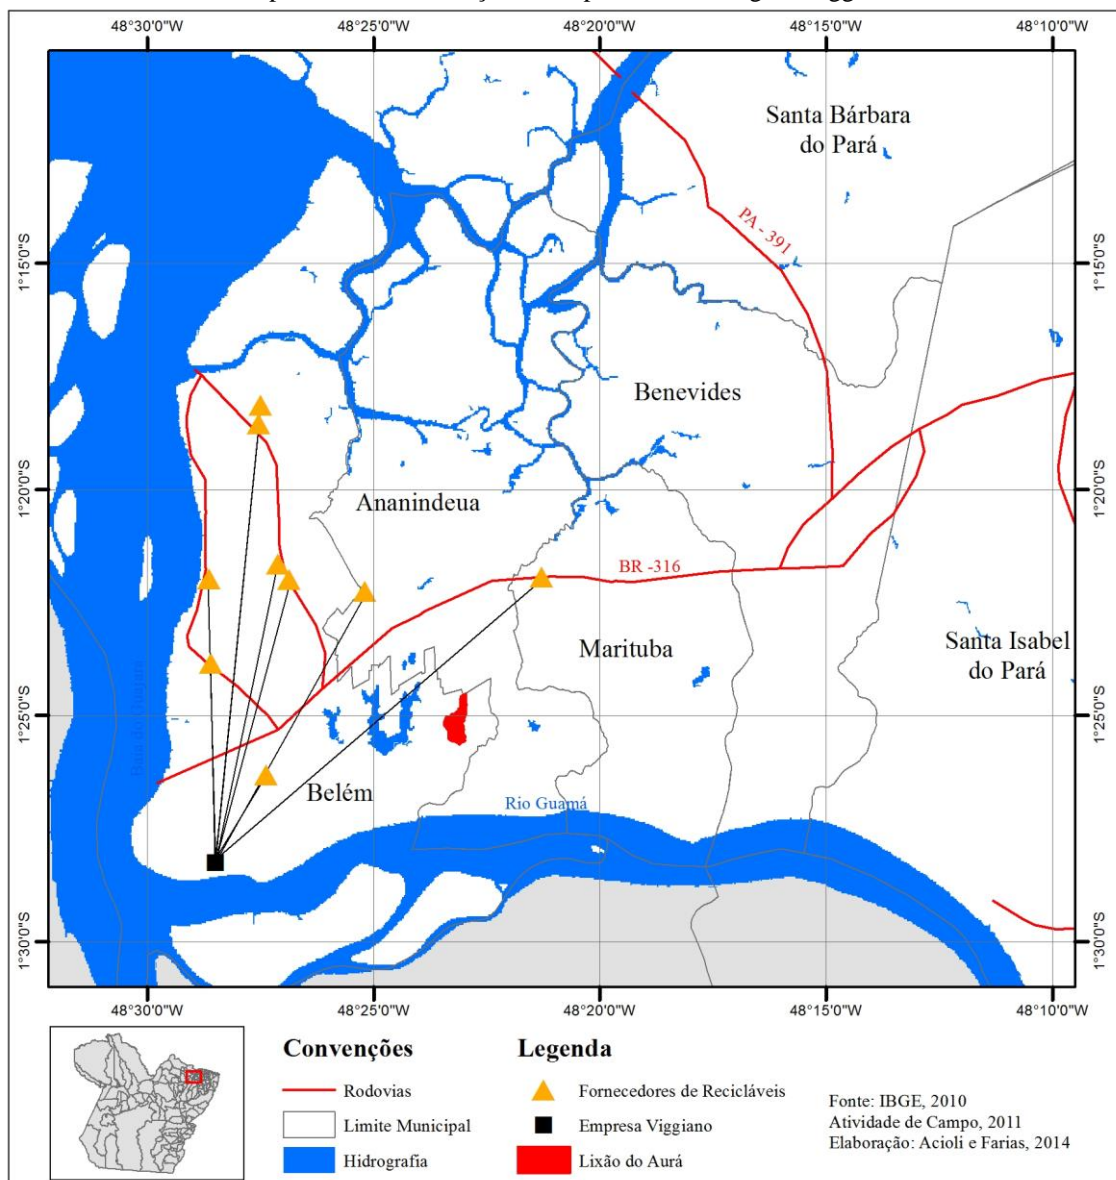 48°30'0"W 48°25'0"W 48°20'0"W 48°15'0"W 48°10'0"W
Santa Bárbara
do Pará
PA - 391
1°15'0"S 1°15'0"S
Benevides
1°20'0"S 1°20'0"S
Ananindeua
BR -316
Marituba
Santa Isabel
do Pará
1°25'0"S 1°25'0"S
Baia do Guajará
Belém
Rio Guamá
1°30'0"S 1°30'0"S
48°30'0"W 48°25'0"W 48°20'0"W 48°15'0"W 48°10'0"W
Convenções
Rodovias
Limite Municipal
Hidrografia
Legenda
Fornecedores de Recicláveis
Empresa Viggiano
Lixão do Aurá
Fonte: IBGE, 2010
Atividade de Campo, 2011
Elaboração: Acioli e Farias, 2014